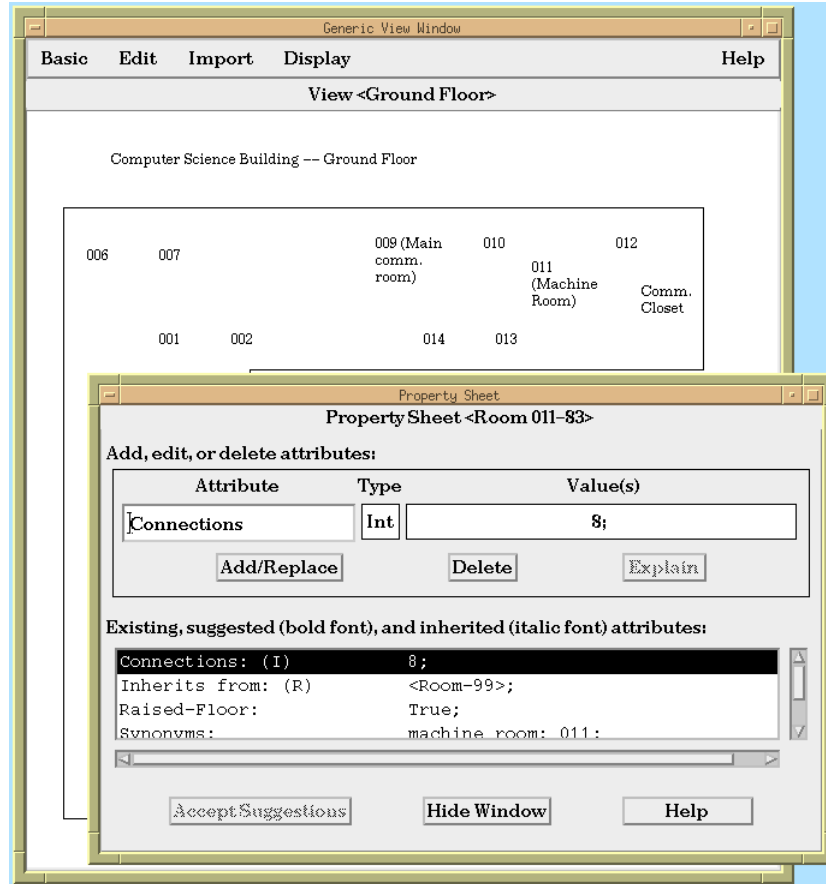 Generic View Window
Basic Edit Import Display Help
View <Ground Floor>
Computer Science Building -- Ground Floor
006 007 009 (Main comm. room) 010 012
011 (Machine Room)
Comm. Closet
001 002 014 013
Property Sheet
Property Sheet <Room 011-83>
Add, edit, or delete attributes:
Attribute Type Value(s)
Connections Int 8;
Add/Replace Delete Explain
Existing, suggested (bold font), and inherited (italic font) attributes:
Connections: (I) 8;
Inherits from: (R) <Room-99>;
Raised-Floor: True;
Synonyms: machine room; 011;
Accept Suggestions Hide Window Help